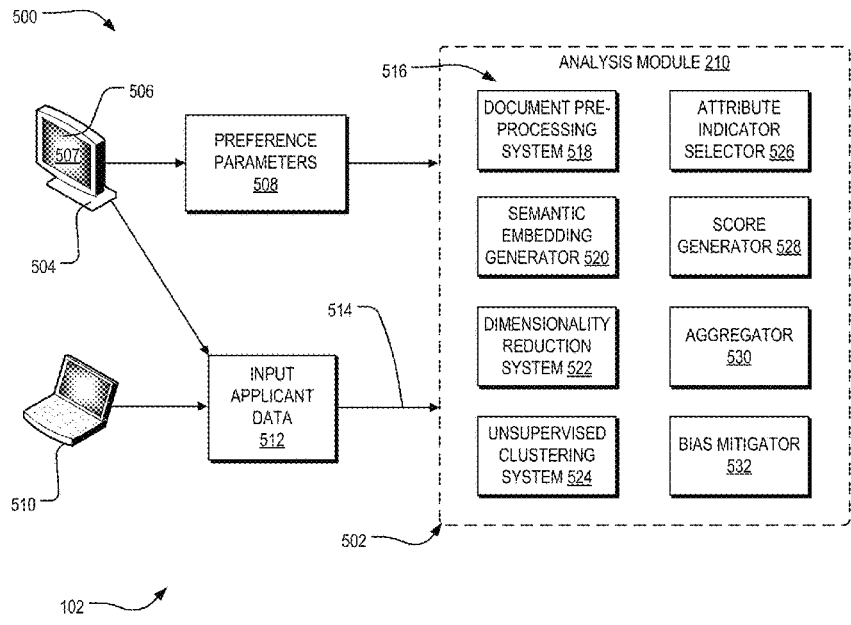 500
ANALYSIS MODULE 210
516
506
507
504
PREFERENCE
PARAMETERS
508
DOCUMENT PRE-
PROCESSING
SYSTEM 518
ATTRIBUTE
INDICATOR
SELECTOR 526
SEMANTIC
EMBEDDING
GENERATOR 520
SCORE
GENERATOR 528
514
INPUT
APPLICANT
DATA
512
510
DIMENSIONALITY
REDUCTION
SYSTEM 522
AGGREGATOR
530
UNSUPERVISED
CLUSTERING
SYSTEM 524
BIAS MITIGATOR
532
502
102